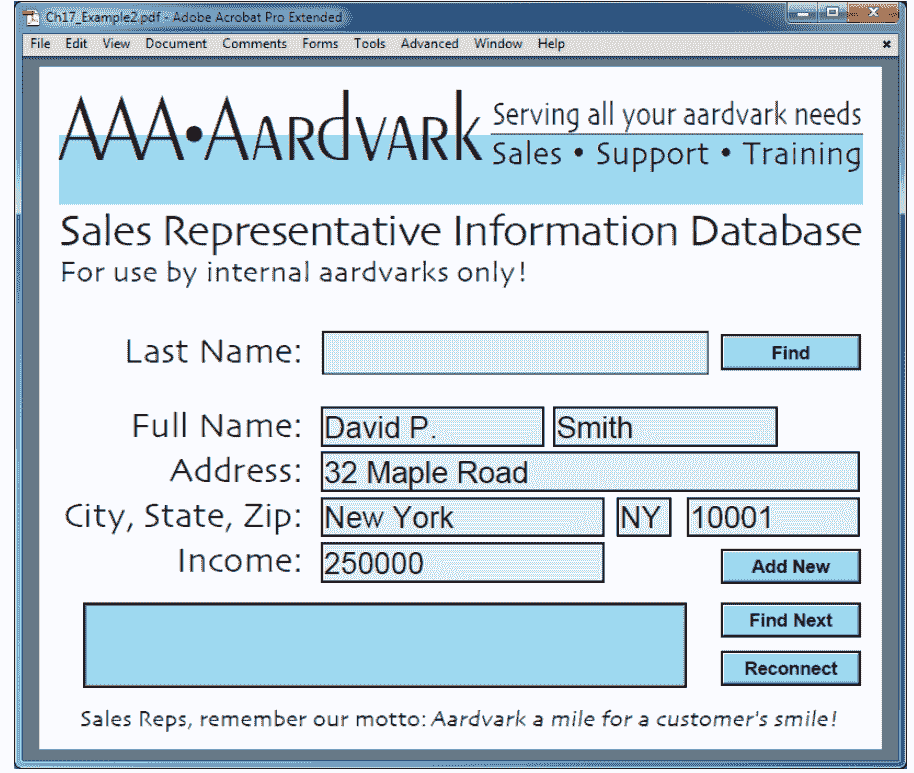 Ch17_Example2.pdf - Adobe Acrobat Pro Extended
File Edit View Document Comments Forms Tools Advanced Window Help
AAA•AARdVARk
Serving all your aardvark needs
Sales • Support • Training
Sales Representative Information Database
For use by internal aardvarks only!
Last Name: Find
Full Name: David P. Smith
Address: 32 Maple Road
City, State, Zip: New York NY 10001
Income: 250000
Add New
Find Next
Reconnect
Sales Reps, remember our motto: Aardvark a mile for a customer's smile!